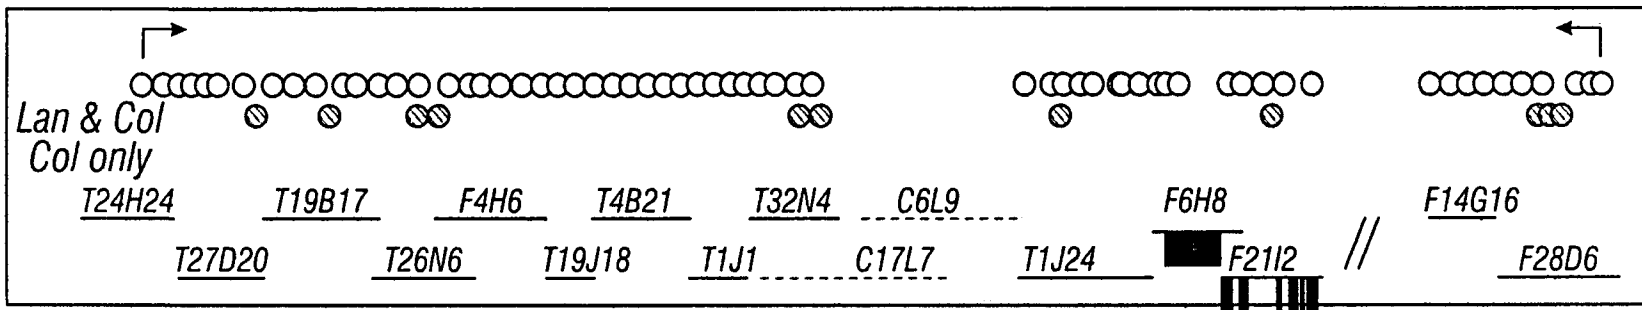 Lan & Col
Col only
T24H24 T19B17 F4H6 T4B21 T32N4 C6L9 F6H8 F14G16
T27D20 T26N6 T19J18 T1J1 C17L7 T1J24 F21I2 // F28D6